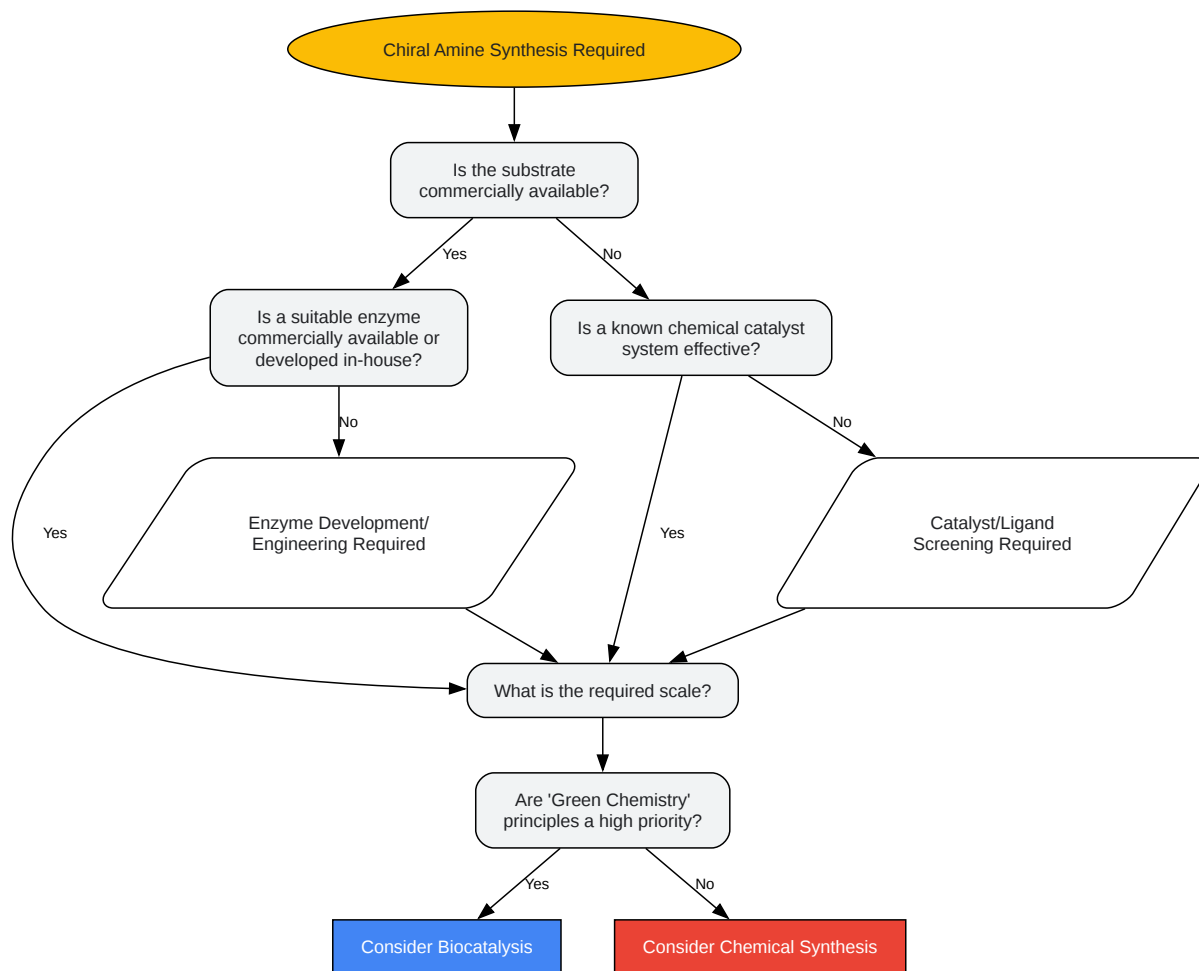 Chiral Amine Synthesis Required
Is the substrate
commercially available?
Yes
No
Is a suitable enzyme
commercially available or
developed in-house?
Is a known chemical catalyst
system effective?
No
No
Enzyme Development/
Engineering Required
Yes
Yes
Catalyst/Ligand
Screening Required
What is the required scale?
Are 'Green Chemistry'
principles a high priority?
Yes
No
Consider Biocatalysis
Consider Chemical Synthesis